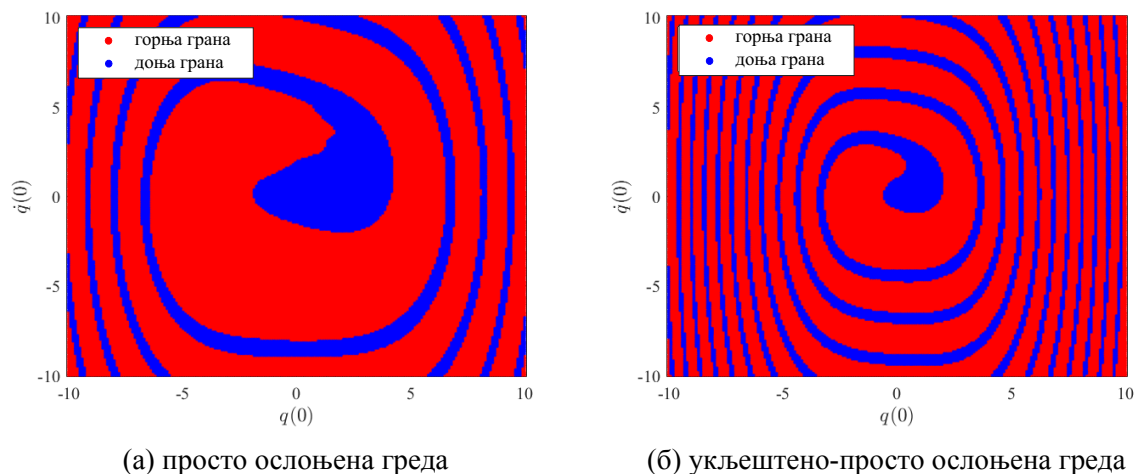 горња грана
доња грана
10
5
0
-5
-10
q̇(0)
-10 -5 0 5 10
q(0)
(а) просто ослоњена греда
горња грана
доња грана
10
5
0
-5
-10
q̇(0)
-10 -5 0 5 10
q(0)
(б) укљештено-просто ослоњена греда